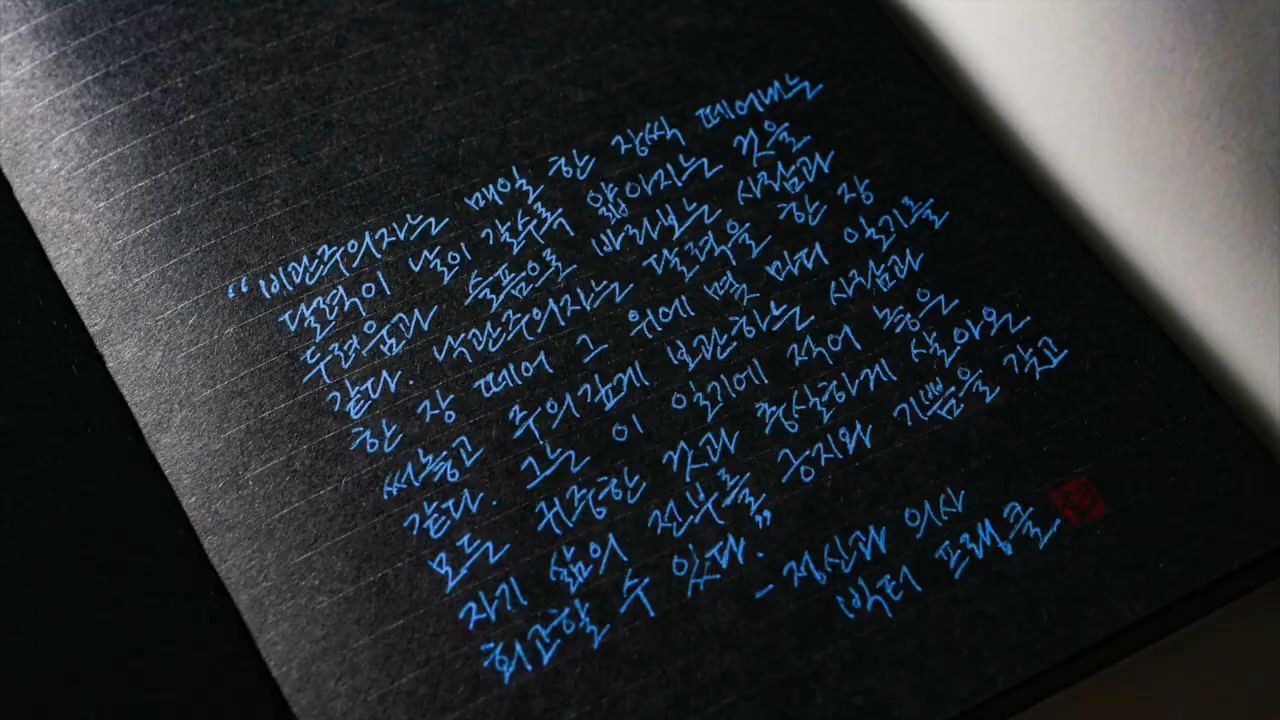 “비관주의자는 매일 한 장씩 떼어내는
달력이 날이 갈수록 얇아지는 것을
두려움과 슬픔으로 바라보는 사람과
같다. 낙관주의자는 달력을 한 장
한 장 떼어 그 위에 몇 마디 일기를
써놓고 주의깊게 보관하는 사람과
같다. 그는 이 일기에 적어 놓은
모든 귀중한 것과 충실하게 살아온
자기 삶의 전부를 긍지와 기쁨을 갖고
회고할 수 있다.”
- 정신과 의사
빅터 프랭클